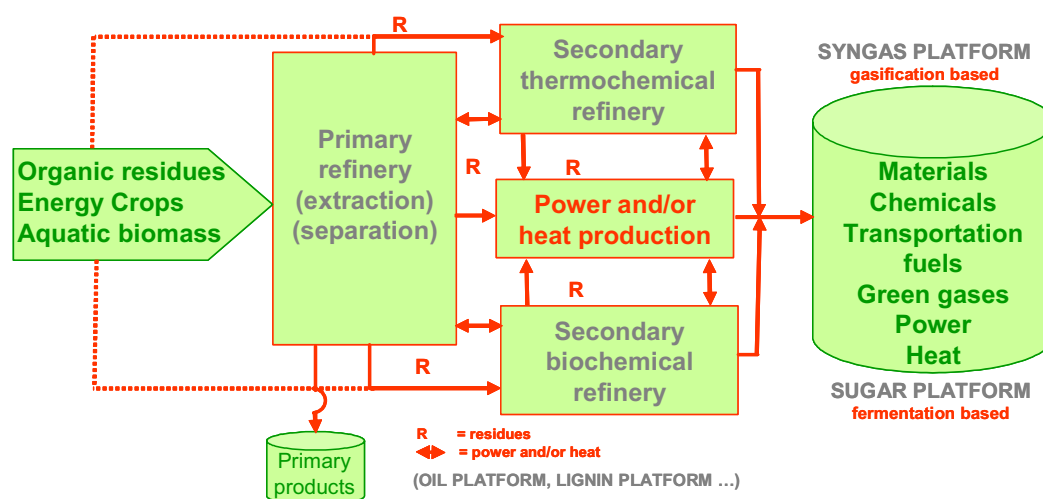 R
Secondary
thermochemical
refinery
SYNGAS PLATFORM
gasification based
Primary
refinery
(extraction)
(separation)
Organic residues
Energy Crops
Aquatic biomass
R
R
Power and/or
heat production
Materials
Chemicals
Transportation
fuels
Green gases
Power
Heat
R
Secondary
biochemical
refinery
R
SUGAR PLATFORM
fermentation based
Primary
products
R = residues
= power and/or heat
(OIL PLATFORM, LIGNIN PLATFORM ...)